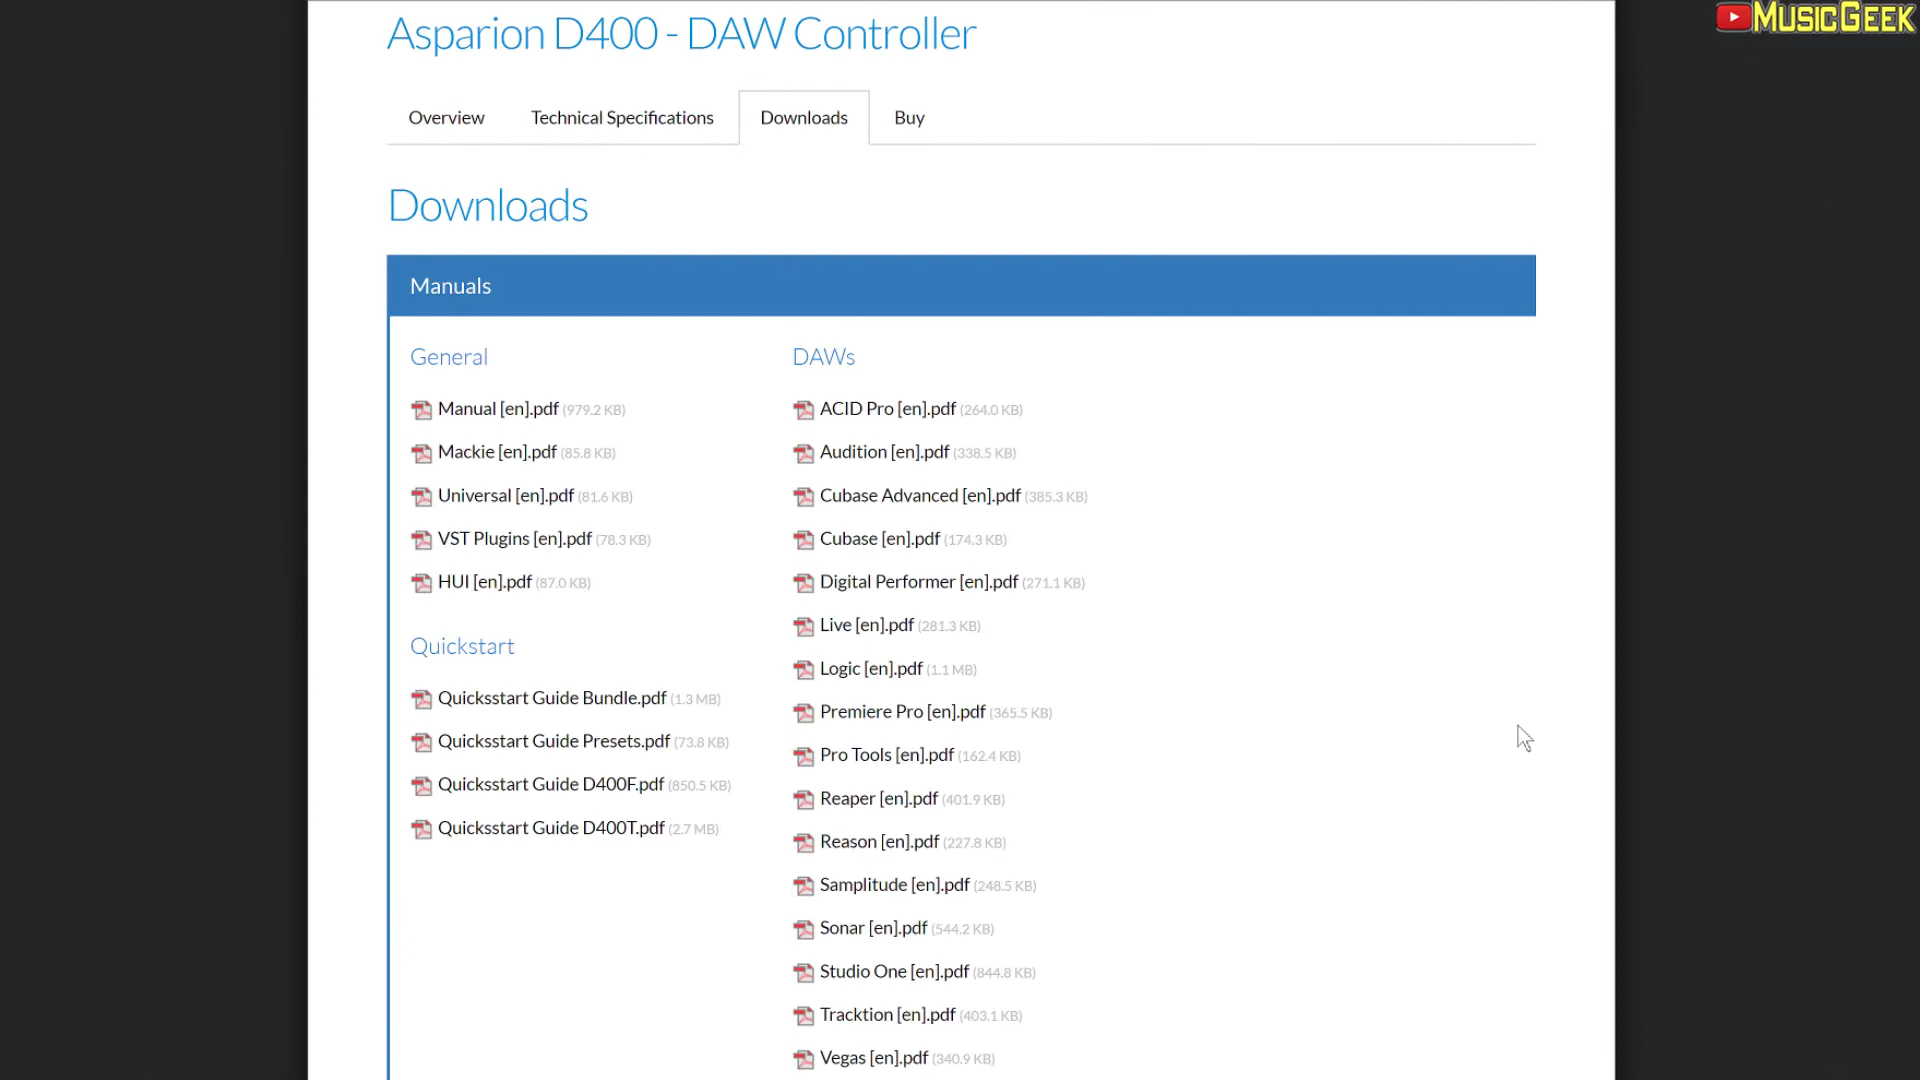 MusicGeek
Asparion D400 - DAW Controller
Overview
Technical Specifications
Downloads
Buy
Downloads
Manuals
General
Manual [en].pdf (979.2 KB)
Mackie [en].pdf (85.8 KB)
Universal [en].pdf (81.6 KB)
VST Plugins [en].pdf (78.3 KB)
HUI [en].pdf (87.0 KB)
Quickstart
Quicksstart Guide Bundle.pdf (1.3 MB)
Quicksstart Guide Presets.pdf (73.8 KB)
Quicksstart Guide D400F.pdf (850.5 KB)
Quicksstart Guide D400T.pdf (2.7 MB)
DAWs
ACID Pro [en].pdf (264.0 KB)
Audition [en].pdf (338.5 KB)
Cubase Advanced [en].pdf (385.3 KB)
Cubase [en].pdf (174.3 KB)
Digital Performer [en].pdf (271.1 KB)
Live [en].pdf (281.3 KB)
Logic [en].pdf (1.1 MB)
Premiere Pro [en].pdf (365.5 KB)
Pro Tools [en].pdf (162.4 KB)
Reaper [en].pdf (401.9 KB)
Reason [en].pdf (227.8 KB)
Samplitude [en].pdf (248.5 KB)
Sonar [en].pdf (544.2 KB)
Studio One [en].pdf (844.8 KB)
Tracktion [en].pdf (403.1 KB)
Vegas [en].pdf (340.9 KB)